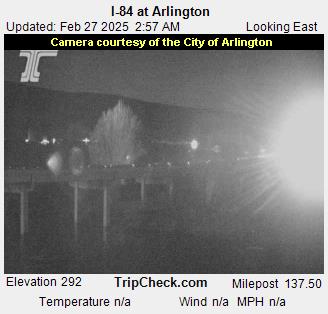 I-84 at Arlington
Updated: Feb 27 2025 2:57 AM Looking East
Camera courtesy of the City of Arlington
Elevation 292 TripCheck.com Milepost 137.50
Temperature n/a Wind n/a MPH n/a